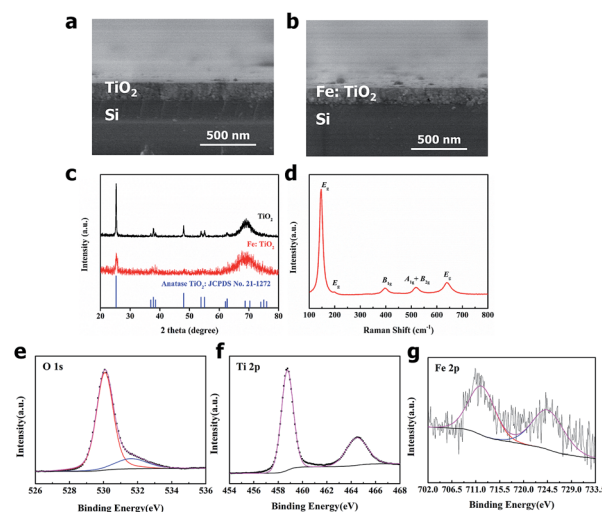 a
b
TiO2
Si
500 nm
Fe: TiO2
Si
500 nm
c
Intensity (a.u.)
TiO2
Fe: TiO2
Anatase TiO2: JCPDS No. 21-1272
20 30 40 50 60 70 80
2 theta (degree)
d
Intensity(a.u.)
Eg
Eg
B1g
A1g + B2g
Eg
100 200 300 400 500 600 700 800
Raman Shift (cm-1)
e
O 1s
Intensity(a.u.)
526 528 530 532 534 536
Binding Energy(eV)
f
Ti 2p
Intensity(a.u.)
454 456 458 460 462 464 466 468
Binding Energy(eV)
g
Fe 2p
Intensity(a.u.)
702.0 706.5 711.0 715.5 720.0 724.5 729.0 733.5
Binding Energy(eV)